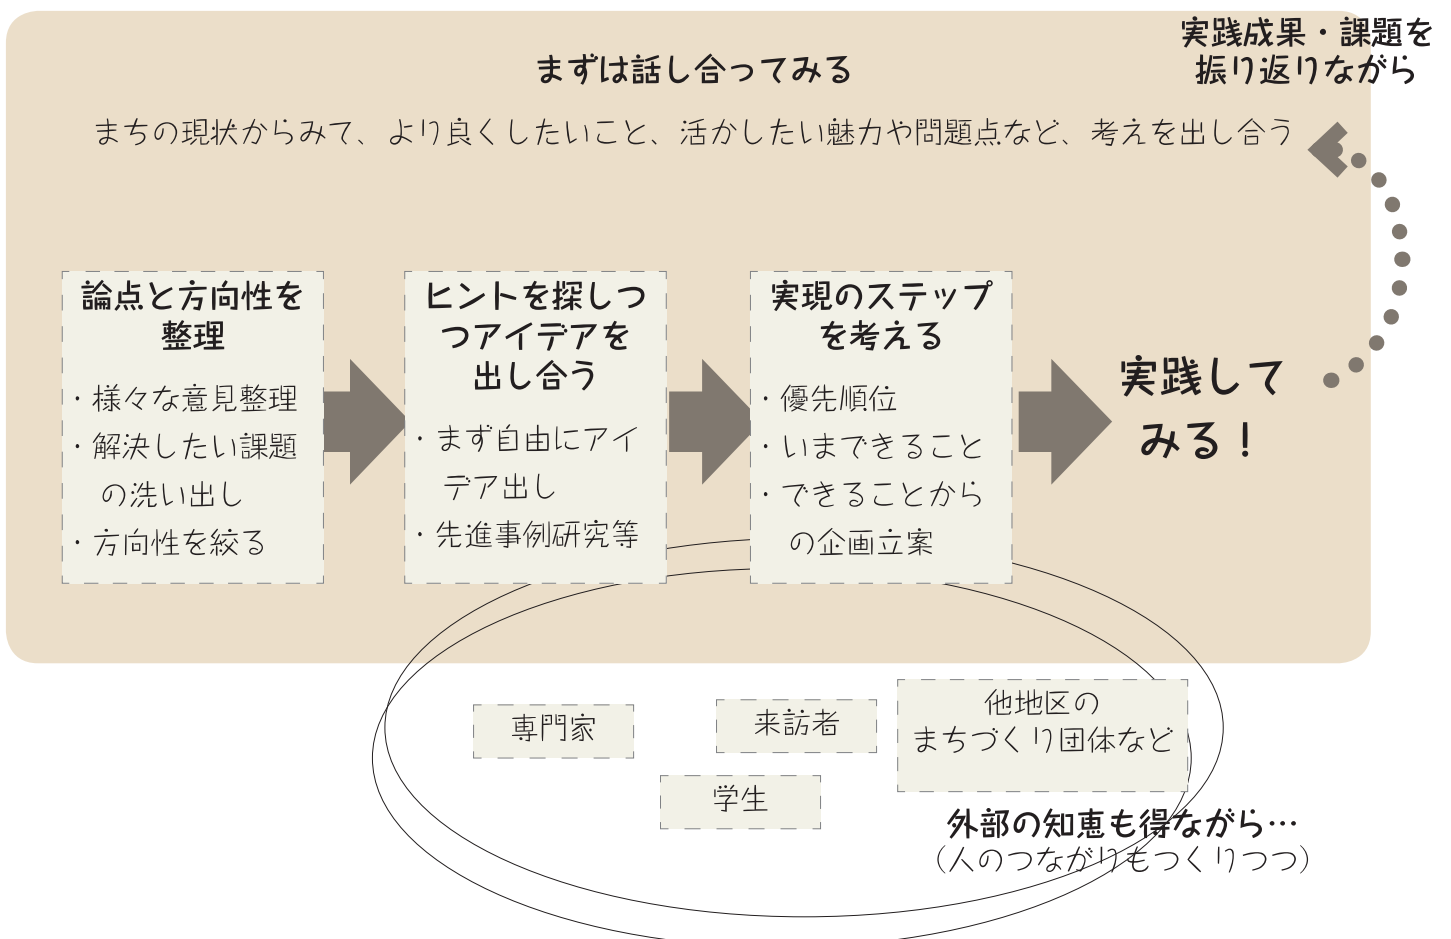 実践成果・課題を
振り返りながら
まずは話し合ってみる
まちの現状からみて、より良くしたいこと、活かしたい魅力や問題点など、考えを出し合う
論点と方向性を
整理
・様々な意見整理
・解決したい課題
の洗い出し
・方向性を絞る
ヒントを探しつ
つアイデアを
出し合う
・まず自由にアイ
デア出し
・先進事例研究等
実現のステップ
を考える
・優先順位
・いまできること
・できることから
の企画立案
実践して
みる！
専門家
来訪者
他地区の
まちづくり団体など
学生
外部の知恵も得ながら…
（人のつながりもつくりつつ）